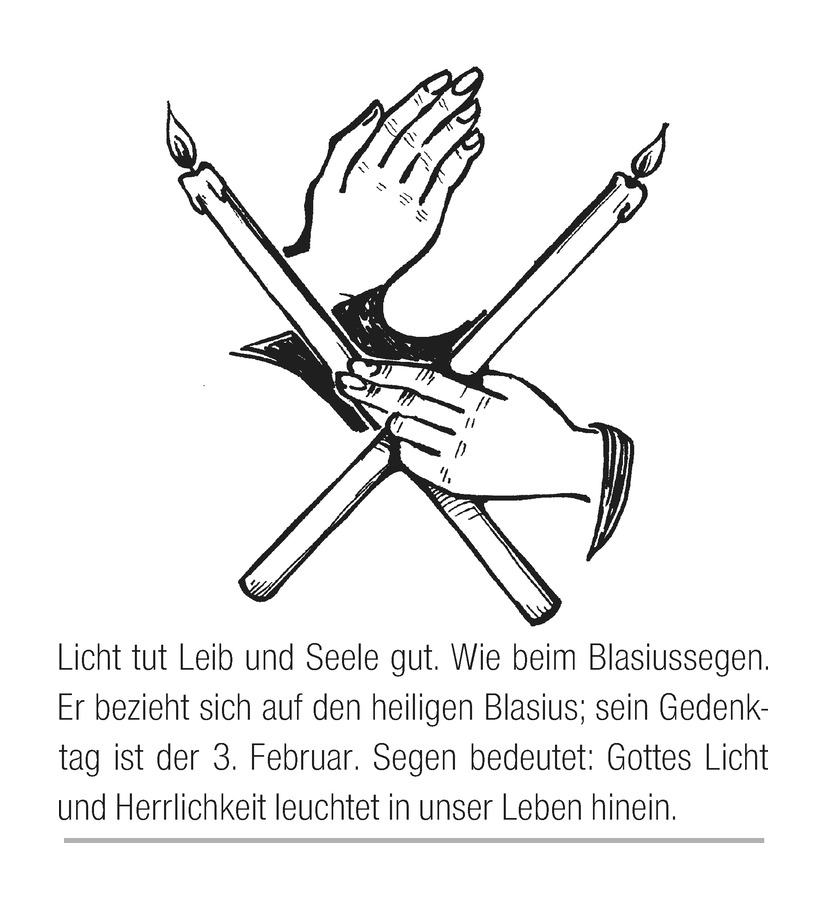 Licht tut Leib und Seele gut. Wie beim Blasiussegen.
Er bezieht sich auf den heiligen Blasius; sein Gedenk-
tag ist der 3. Februar. Segen bedeutet: Gottes Licht
und Herrlichkeit leuchtet in unser Leben hinein.